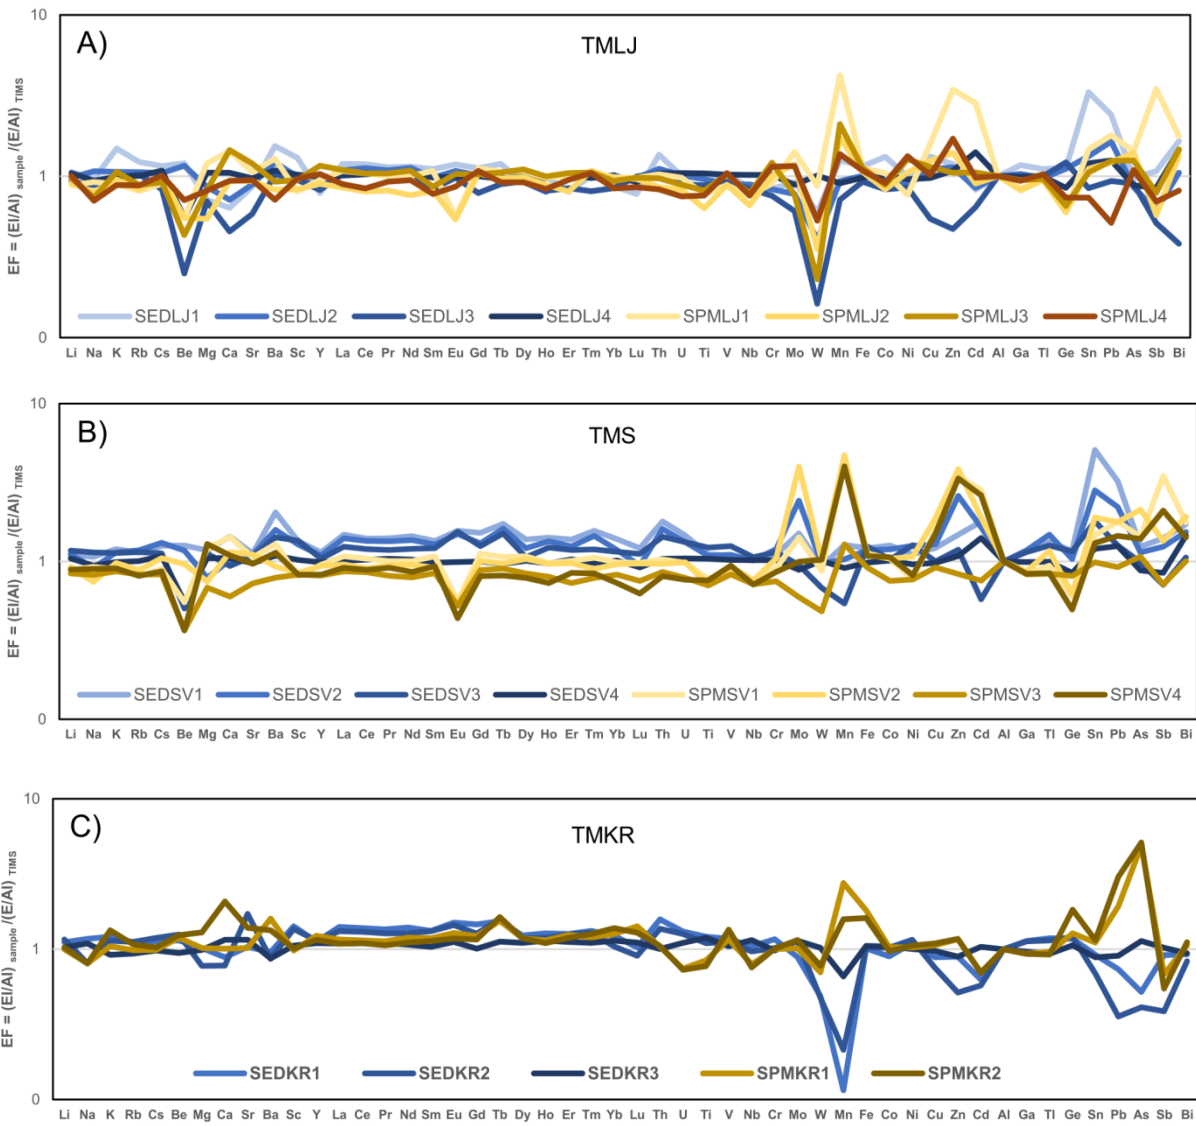 10
A)
TMLJ
EF = (El/Al) sample /(E/Al) TIMS
1
SEDLJ1 SEDLJ2 SEDLJ3 SEDLJ4 SPMLJ1 SPMLJ2 SPMLJ3 SPMLJ4
0
Li Na K Rb Cs Be Mg Ca Sr Ba Sc Y La Ce Pr Nd Sm Eu Gd Tb Dy Ho Er Tm Yb Lu Th U Ti V Nb Cr Mo W Mn Fe Co Ni Cu Zn Cd Al Ga Tl Ge Sn Pb As Sb Bi
10
B)
TMS
EF = (El/Al) sample /(E/Al) TIMS
1
SEDSV1 SEDSV2 SEDSV3 SEDSV4 SPMSV1 SPMSV2 SPMSV3 SPMSV4
0
Li Na K Rb Cs Be Mg Ca Sr Ba Sc Y La Ce Pr Nd Sm Eu Gd Tb Dy Ho Er Tm Yb Lu Th U Ti V Nb Cr Mo W Mn Fe Co Ni Cu Zn Cd Al Ga Tl Ge Sn Pb As Sb Bi
10
C)
TMKR
EF = (El/Al) sample /(E/Al) TIMS
1
SEDKR1 SEDKR2 SEDKR3 SPMKR1 SPMKR2
0
Li Na K Rb Cs Be Mg Ca Sr Ba Sc Y La Ce Pr Nd Sm Eu Gd Tb Dy Ho Er Tm Yb Lu Th U Ti V Nb Cr Mo W Mn Fe Co Ni Cu Zn Cd Al Ga Tl Ge Sn Pb As Sb Bi